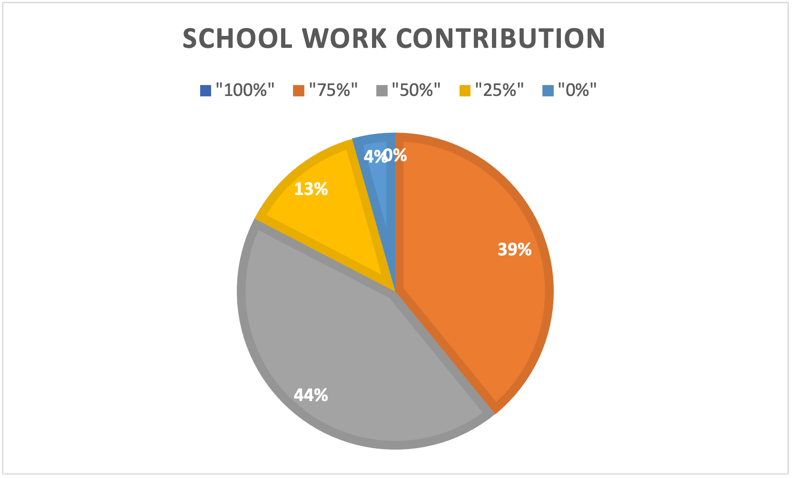 SCHOOL WORK CONTRIBUTION
"100%" "75%" "50%" "25%" "0%"
4% 0%
13%
39%
44%